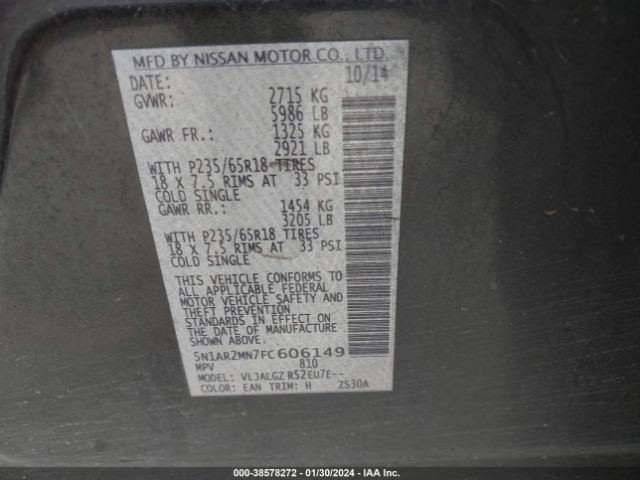 MFD BY NISSAN MOTOR CO., LTD.
DATE: 10/14
GVWR: 2715 KG
5986 LB
GAWR FR.: 1325 KG
2921 LB
WITH P235/65R18 TIRES
18 X 7.5 RIMS AT 33 PSI
COLD SINGLE
GAWR RR.: 1454 KG
3205 LB
WITH P235/65R18 TIRES
18 X 7.5 RIMS AT 33 PSI
COLD SINGLE
THIS VEHICLE CONFORMS TO
ALL APPLICABLE FEDERAL
MOTOR VEHICLE SAFETY AND
THEFT PREVENTION
STANDARDS IN EFFECT ON
THE DATE OF MANUFACTURE
SHOWN ABOVE.
5N1AR2MN7FC606149
MPV 810
MODEL: VLJALGZ R52EU7E--
COLOR: EAN TRIM: H ZS30A
000-38578272 - 01/30/2024 - IAA Inc.